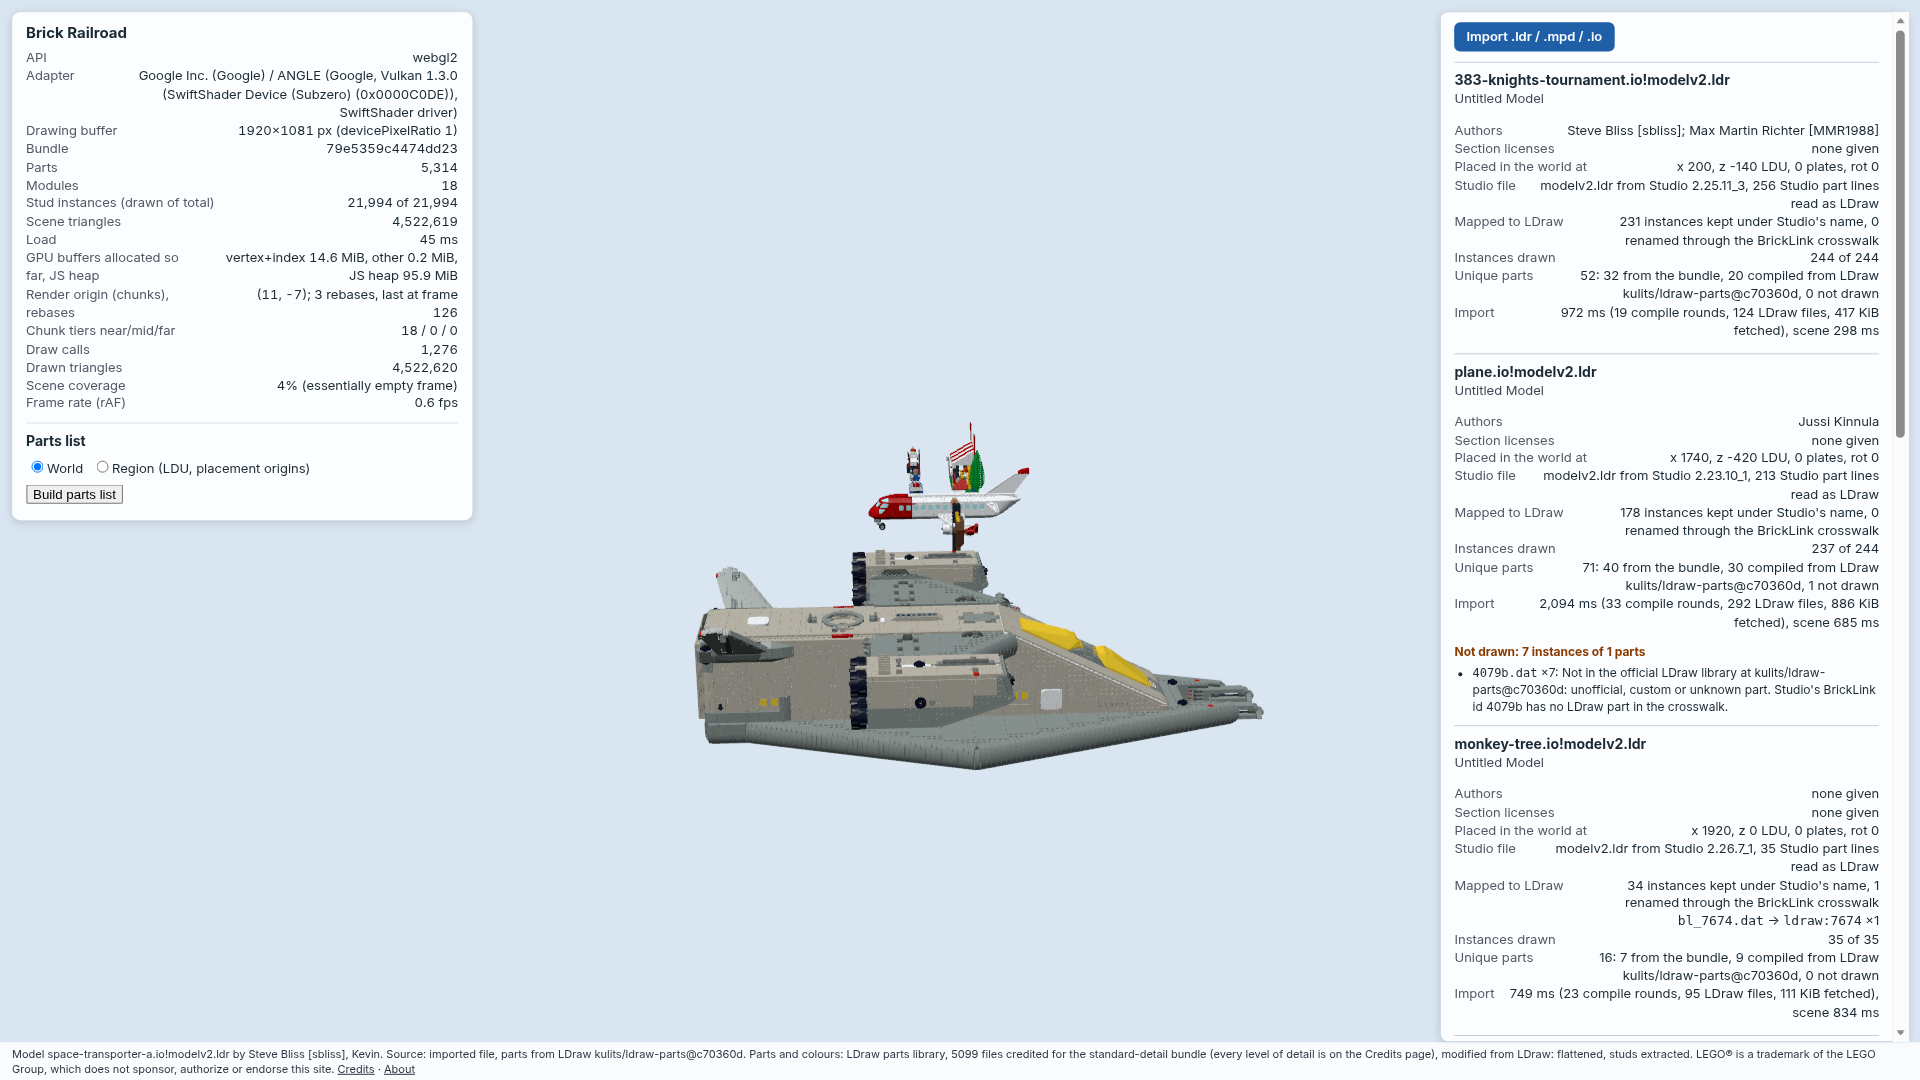 Brick Railroad
API webgl2
Adapter Google Inc. (Google) / ANGLE (Google, Vulkan 1.3.0
(SwiftShader Device (Subzero) (0x0000C0DE)),
SwiftShader driver)
Drawing buffer 1920×1081 px (devicePixelRatio 1)
Bundle 79e5359c4474dd23
Parts 5,314
Modules 18
Stud instances (drawn of total) 21,994 of 21,994
Scene triangles 4,522,619
Load 45 ms
GPU buffers allocated so vertex+index 14.6 MiB, other 0.2 MiB,
far, JS heap JS heap 95.9 MiB
Render origin (chunks), (11, -7); 3 rebases, last at frame
rebases 126
Chunk tiers near/mid/far 18 / 0 / 0
Draw calls 1,276
Drawn triangles 4,522,620
Scene coverage 4% (essentially empty frame)
Frame rate (rAF) 0.6 fps
Parts list
World Region (LDU, placement origins)
Build parts list
Import .ldr / .mpd / .io
383-knights-tournament.io!modelv2.ldr
Untitled Model
Authors Steve Bliss [sbliss]; Max Martin Richter [MMR1988]
Section licenses none given
Placed in the world at x 200, z -140 LDU, 0 plates, rot 0
Studio file modelv2.ldr from Studio 2.25.11_3, 256 Studio part lines
read as LDraw
Mapped to LDraw 231 instances kept under Studio's name, 0
renamed through the BrickLink crosswalk
Instances drawn 244 of 244
Unique parts 52: 32 from the bundle, 20 compiled from LDraw
kulits/ldraw-parts@c70360d, 0 not drawn
Import 972 ms (19 compile rounds, 124 LDraw files, 417 KiB
fetched), scene 298 ms
plane.io!modelv2.ldr
Untitled Model
Authors Jussi Kinnula
Section licenses none given
Placed in the world at x 1740, z -420 LDU, 0 plates, rot 0
Studio file modelv2.ldr from Studio 2.23.10_1, 213 Studio part lines
read as LDraw
Mapped to LDraw 178 instances kept under Studio's name, 0
renamed through the BrickLink crosswalk
Instances drawn 237 of 244
Unique parts 71: 40 from the bundle, 30 compiled from LDraw
kulits/ldraw-parts@c70360d, 1 not drawn
Import 2,094 ms (33 compile rounds, 292 LDraw files, 886 KiB
fetched), scene 685 ms
Not drawn: 7 instances of 1 parts
• 4079b.dat ×7: Not in the official LDraw library at kulits/ldraw-
parts@c70360d: unofficial, custom or unknown part. Studio's BrickLink
id 4079b has no LDraw part in the crosswalk.
monkey-tree.io!modelv2.ldr
Untitled Model
Authors none given
Section licenses none given
Placed in the world at x 1920, z 0 LDU, 0 plates, rot 0
Studio file modelv2.ldr from Studio 2.26.7_1, 35 Studio part lines
read as LDraw
Mapped to LDraw 34 instances kept under Studio's name, 1
renamed through the BrickLink crosswalk
bl_7674.dat → ldraw:7674 ×1
Instances drawn 35 of 35
Unique parts 16: 7 from the bundle, 9 compiled from LDraw
kulits/ldraw-parts@c70360d, 0 not drawn
Import 749 ms (23 compile rounds, 95 LDraw files, 111 KiB fetched),
scene 834 ms
Model space-transporter-a.io!modelv2.ldr by Steve Bliss [sbliss], Kevin. Source: imported file, parts from LDraw kulits/ldraw-parts@c70360d. Parts and colours: LDraw parts library, 5099 files credited for the standard-detail bundle (every level of detail is on the Credits page), modified from LDraw: flattened, studs extracted. LEGO® is a trademark of the LEGO
Group, which does not sponsor, authorize or endorse this site. Credits · About